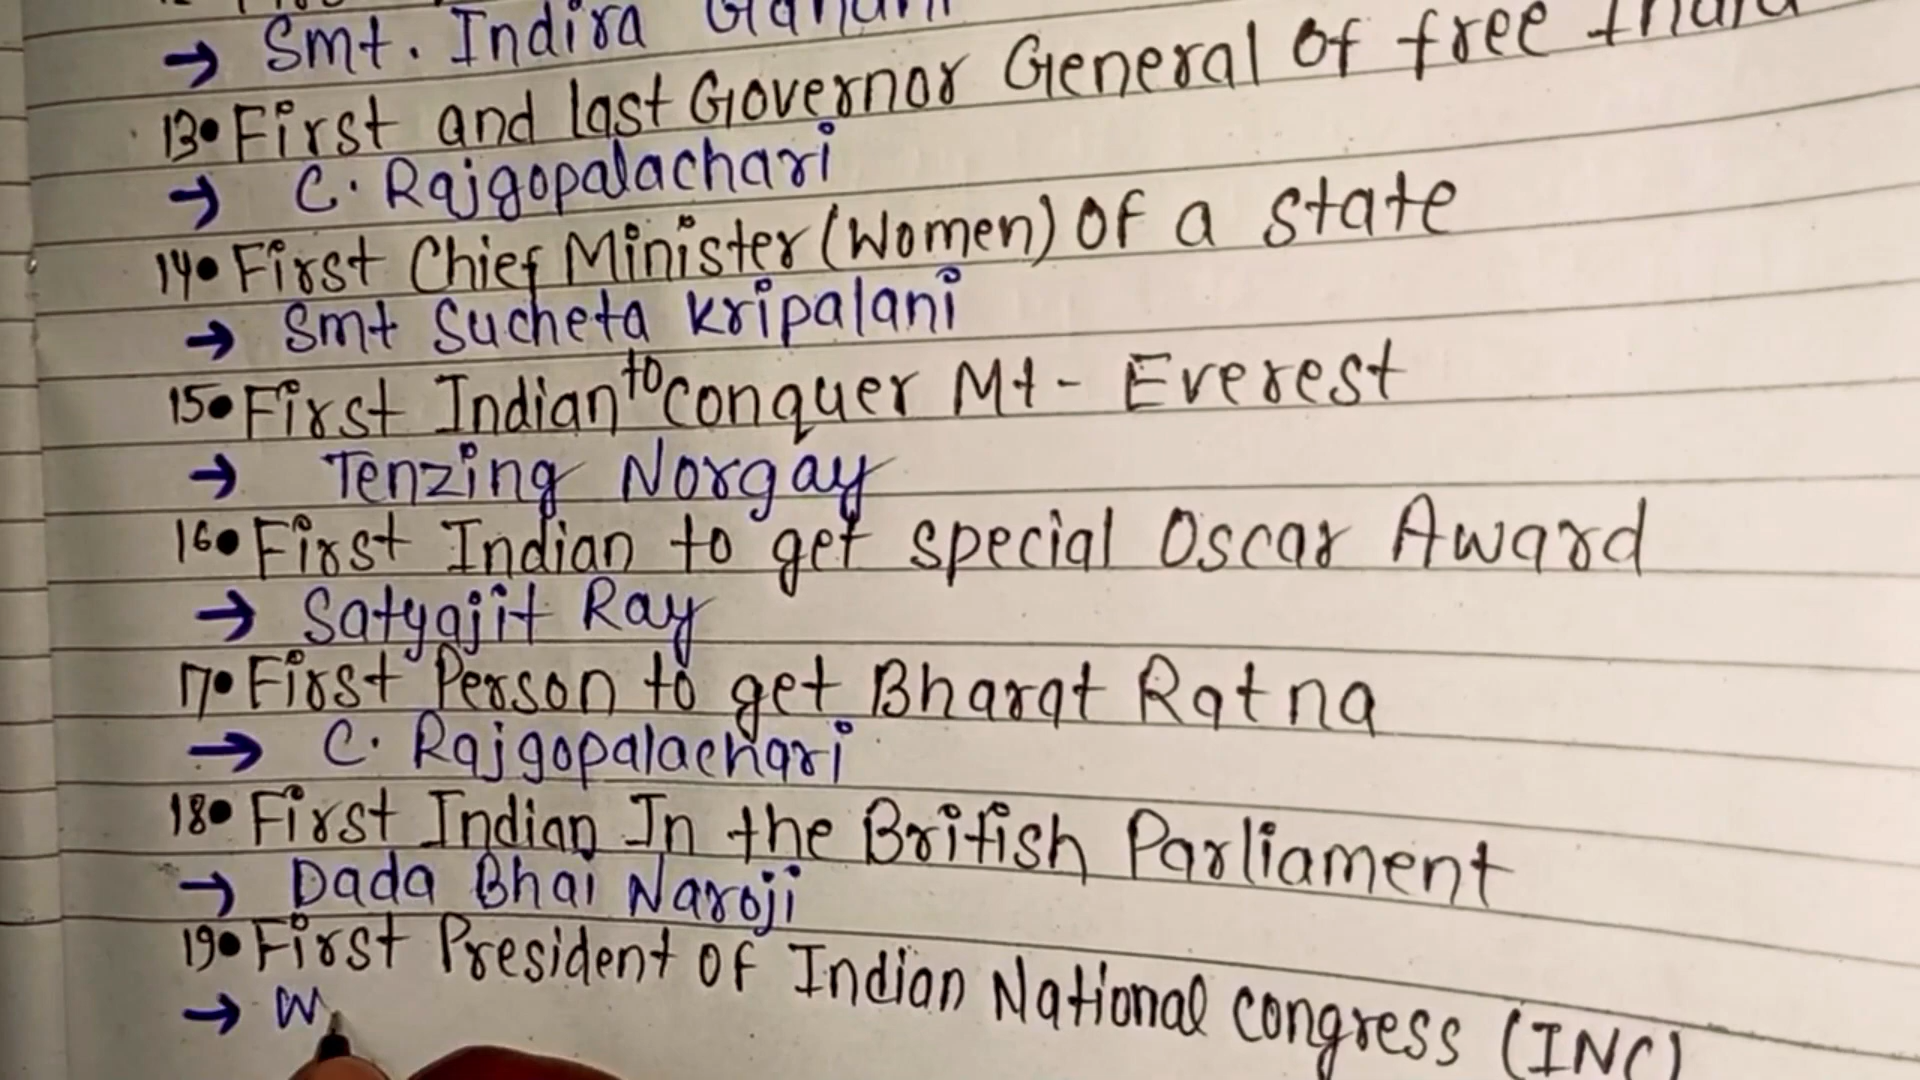 → Smt. Indira Gandhi
13• First and last Governor General Of free India
→ C. Rajgopalachari
14• First Chief Minister (Women) Of a state
→ Smt Sucheta Kripalani
15• First Indian to conquer Mt - Everest
→ Tenzing Norgay
16• First Indian to get special Oscar Award
→ Satyajit Ray
17• First Person to get Bharat Ratna
→ C. Rajgopalachari
18• First Indian In the British Parliament
→ Dada Bhai Naroji
19• First President Of Indian National Congress (INC)
→ W